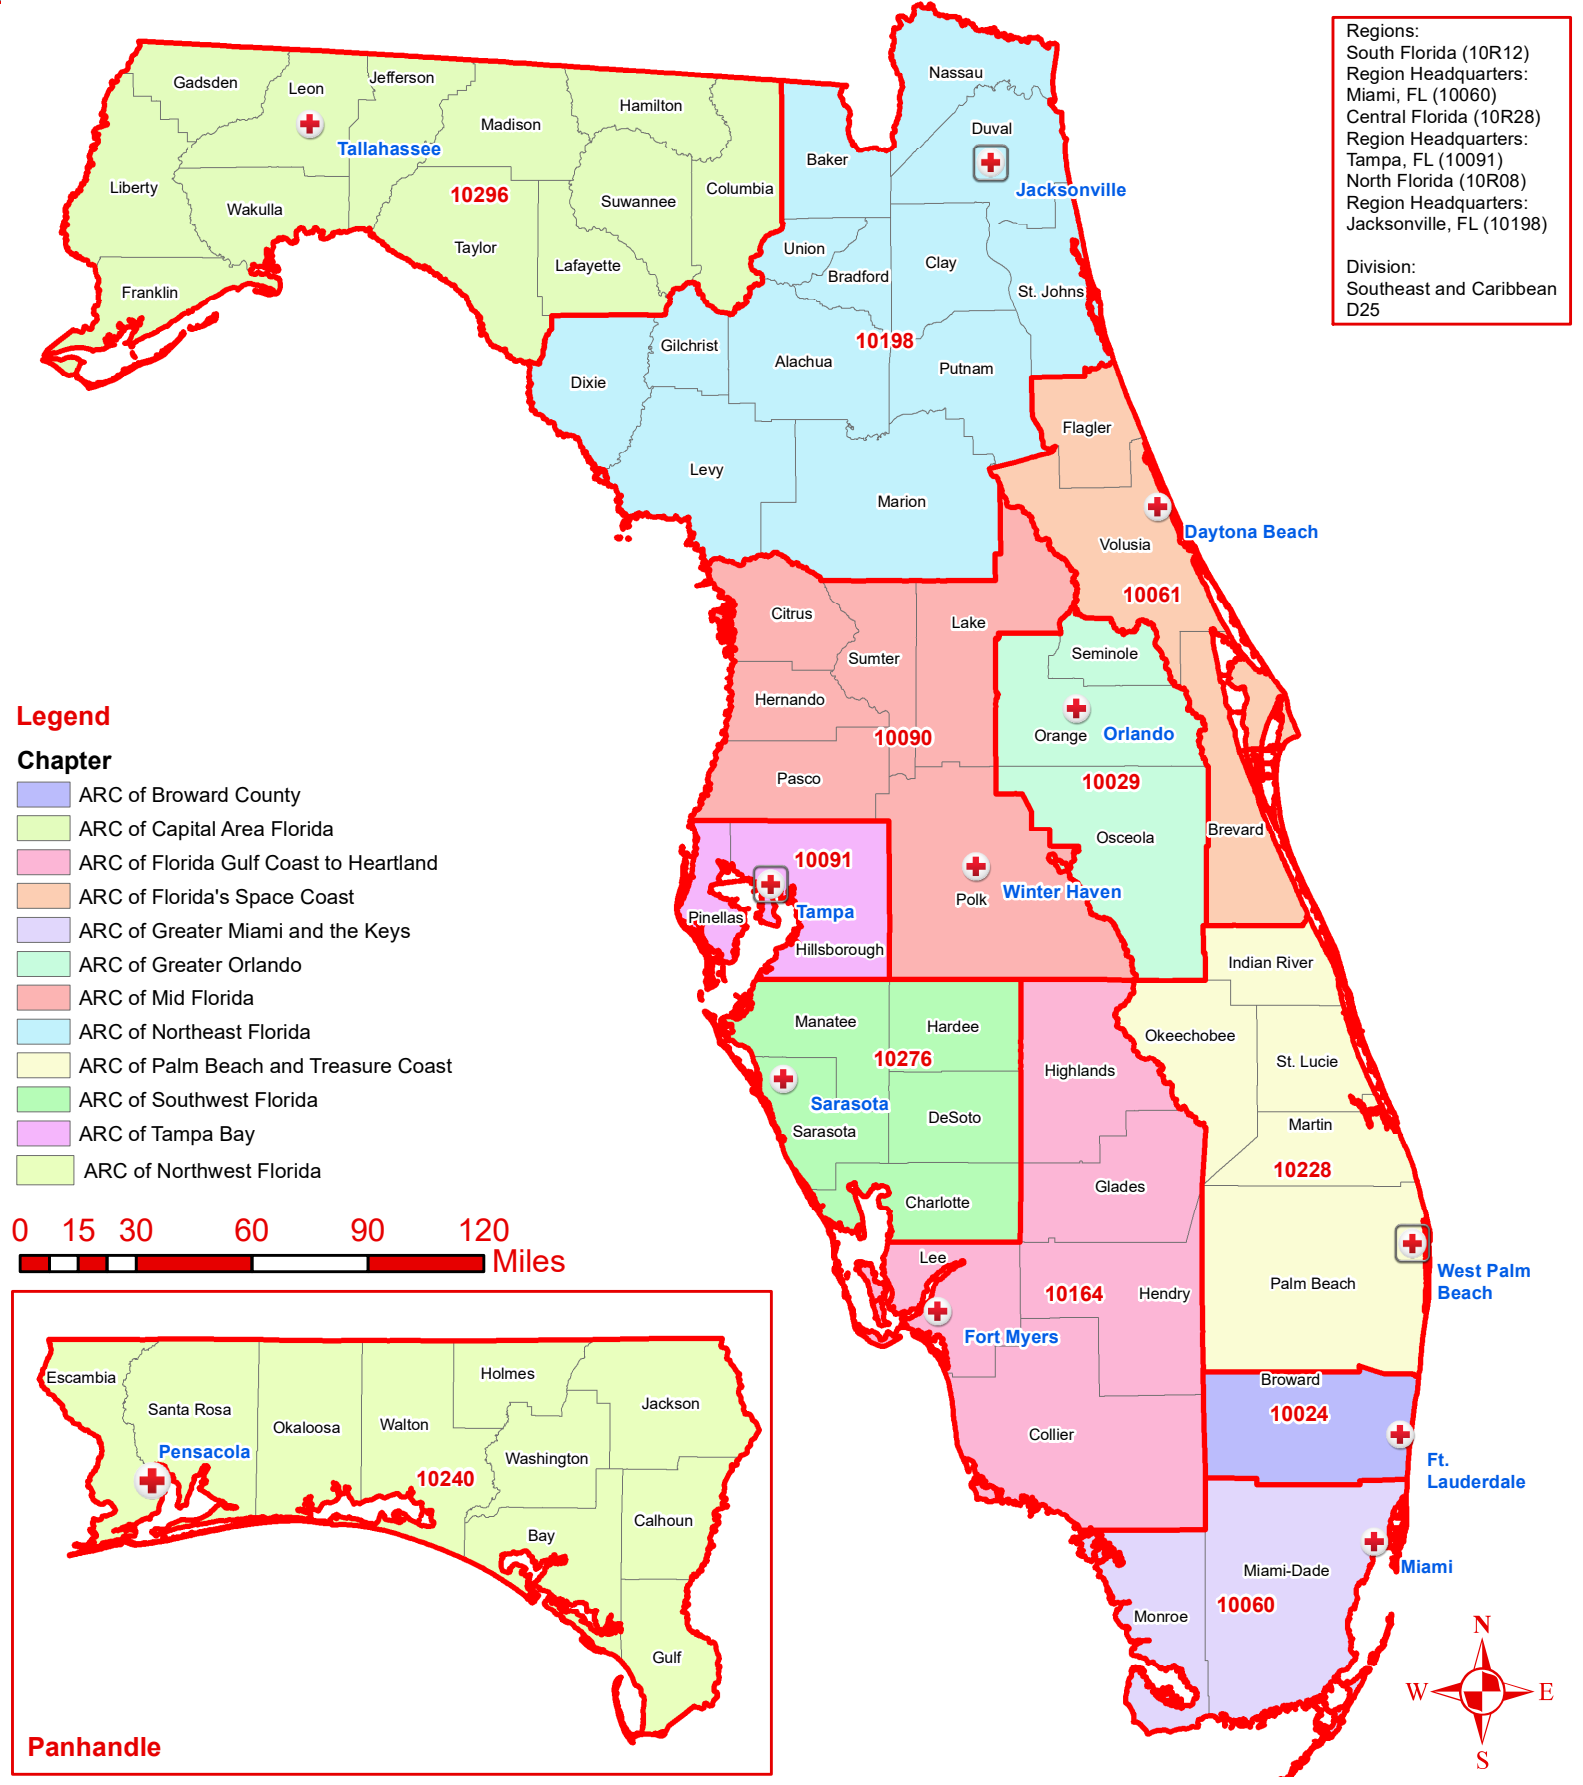 Regions:
South Florida (10R12)
Region Headquarters:
Miami, FL (10060)
Central Florida (10R28)
Region Headquarters:
Tampa, FL (10091)
North Florida (10R08)
Region Headquarters:
Jacksonville, FL (10198)
Division:
Southeast and Caribbean
D25
Gadsden
Leon
Jefferson
Madison
Hamilton
Tallahassee
Liberty
Wakulla
10296
Suwannee
Columbia
Taylor
Lafayette
Franklin
Nassau
Duval
Baker
Jacksonville
Union
Bradford
Clay
St. Johns
10198
Gilchrist
Alachua
Putnam
Dixie
Levy
Marion
Flagler
Daytona Beach
Volusia
10061
Citrus
Lake
Sumter
Hernando
10090
Pasco
Seminole
Orange
Orlando
10029
Osceola
Brevard
10091
Pinellas
Tampa
Hillsborough
Polk
Winter Haven
Indian River
Manatee
Hardee
10276
Sarasota
Sarasota
DeSoto
Charlotte
Highlands
Okeechobee
St. Lucie
Martin
10228
Glades
Lee
10164
Hendry
Fort Myers
Palm Beach
West Palm
Beach
Collier
Broward
10024
Ft.
Lauderdale
Miami-Dade
Miami
10060
Monroe
Legend
Chapter
ARC of Broward County
ARC of Capital Area Florida
ARC of Florida Gulf Coast to Heartland
ARC of Florida's Space Coast
ARC of Greater Miami and the Keys
ARC of Greater Orlando
ARC of Mid Florida
ARC of Northeast Florida
ARC of Palm Beach and Treasure Coast
ARC of Southwest Florida
ARC of Tampa Bay
ARC of Northwest Florida
0 15 30 60 90 120
Miles
Escambia
Santa Rosa
Okaloosa
Walton
Holmes
Jackson
Pensacola
Washington
10240
Bay
Calhoun
Gulf
Panhandle
N
W E
S